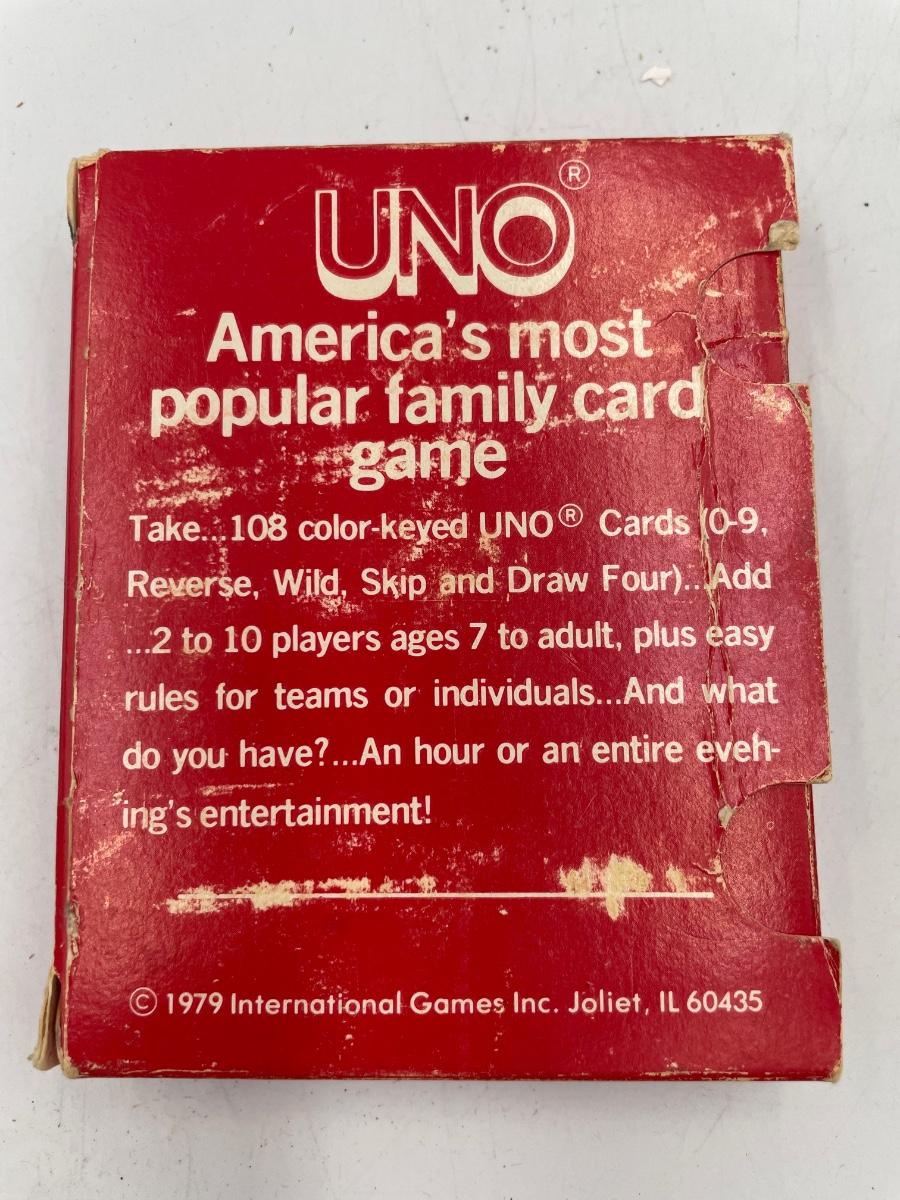 UNO®
America's most
popular family card
game
Take...108 color-keyed UNO® Cards (0-9,
Reverse, Wild, Skip and Draw Four)...Add
...2 to 10 players ages 7 to adult, plus easy
rules for teams or individuals...And what
do you have?...An hour or an entire even-
ing's entertainment!
© 1979 International Games Inc. Joliet, IL 60435